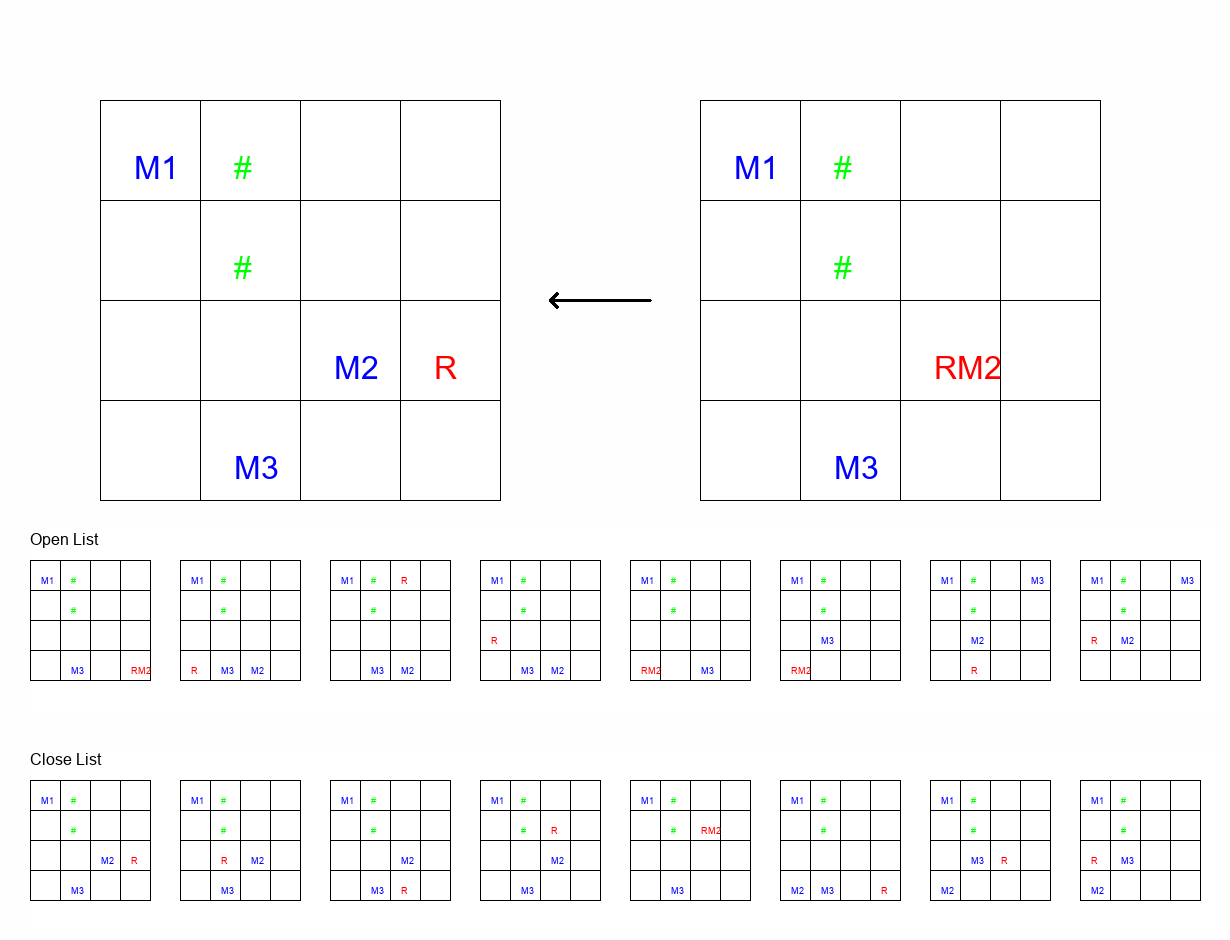 M1 # M1 #
# #
M2 R RM2
M3 M3
Open List
M1 # M1 # M1 # R M1 # M1 # M1 # M1 # M3 M1 # M3
# # # # # # # #
R M3 M2 R M2
M3 RM2 R M3 M2 M3 M2 M3 M2 RM2 M3 RM2 R
Close List
M1 # M1 # M1 # M1 # M1 # M1 # M1 # M1 #
# # # # R # RM2 # # #
M2 R R M2 M2 M2 M3 R R M3
M3 M3 M3 R M3 M3 M2 M3 R M2 M2